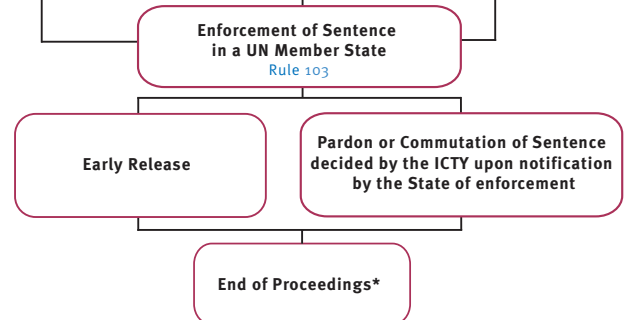 Enforcement of Sentence
in a UN Member State
Rule 103
Early Release
Pardon or Commutation of Sentence
decided by the ICTY upon notification
by the State of enforcement
End of Proceedings*